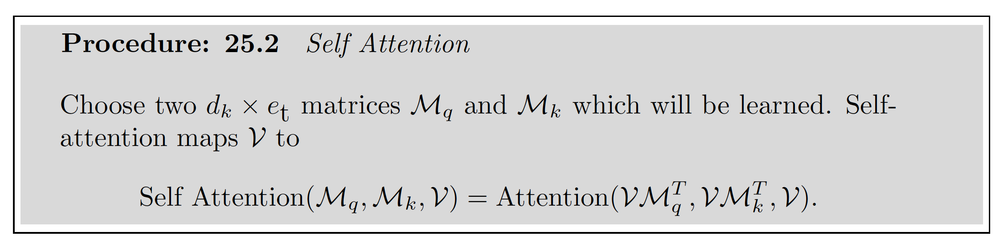 Procedure: 25.2 Self Attention
Choose two $d_k \times e_{\text{t}}$ matrices $\mathcal{M}_q$ and $\mathcal{M}_k$ which will be learned. Self-
attention maps $\mathcal{V}$ to
Self Attention($\mathcal{M}_q, \mathcal{M}_k, \mathcal{V}$) = Attention($\mathcal{V}\mathcal{M}_q^T, \mathcal{V}\mathcal{M}_k^T, \mathcal{V}$).